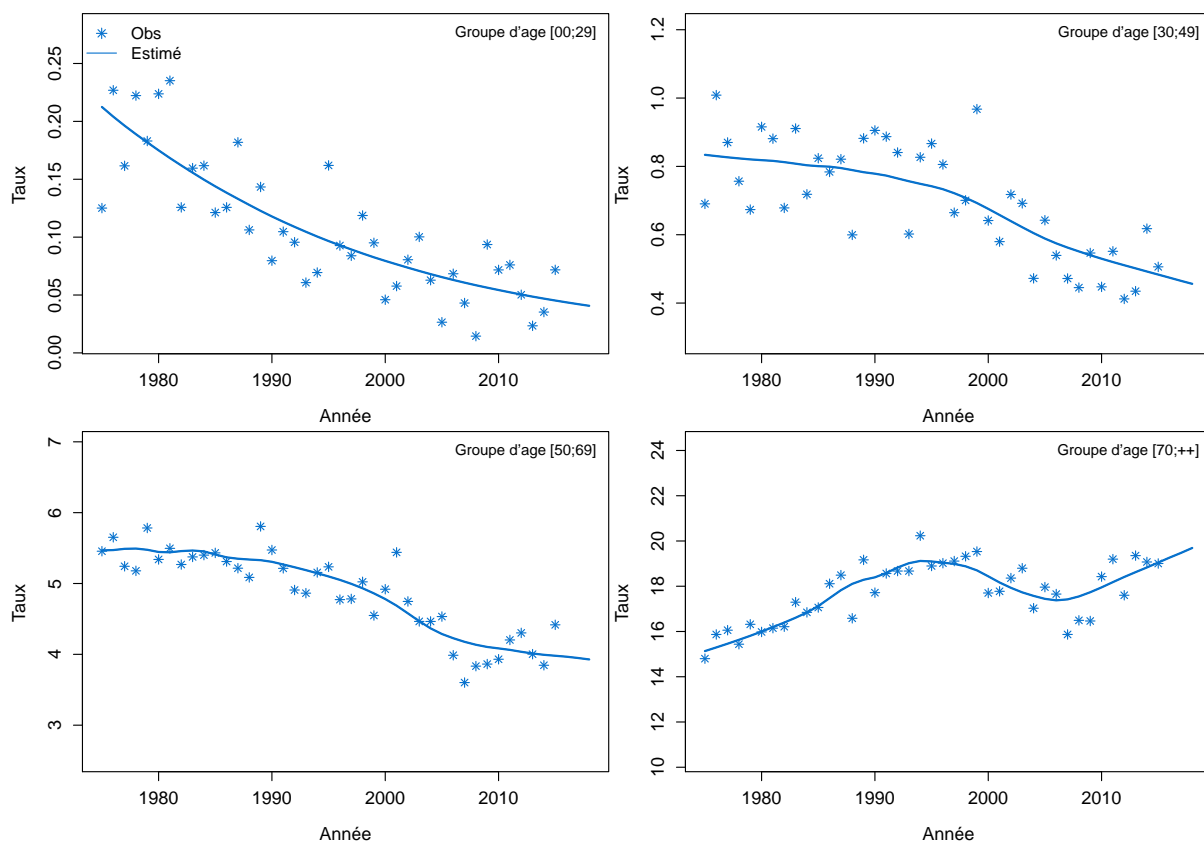 Obs
Estimé
Groupe d'age [00;29]
Taux
0.25
0.20
0.15
0.10
0.05
0.00
1980 1990 2000 2010
Année
Groupe d'age [30;49]
Taux
1.2
1.0
0.8
0.6
0.4
1980 1990 2000 2010
Année
Groupe d'age [50;69]
Taux
7
6
5
4
3
1980 1990 2000 2010
Année
Groupe d'age [70;++]
Taux
24
22
20
18
16
14
12
10
1980 1990 2000 2010
Année